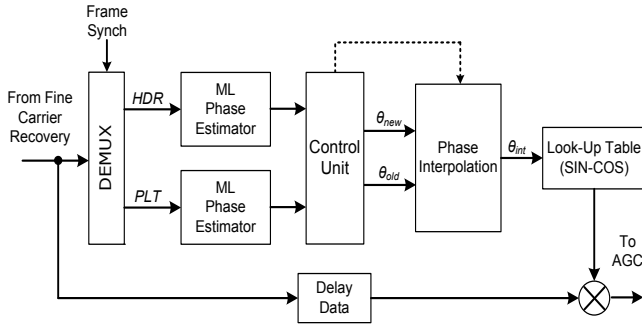 Frame
Synch
From Fine
Carrier
Recovery
DEMUX
HDR
PLT
ML
Phase
Estimator
ML
Phase
Estimator
Control
Unit
θnew
θold
Phase
Interpolation
θint
Look-Up Table
(SIN-COS)
To
AGC
Delay
Data